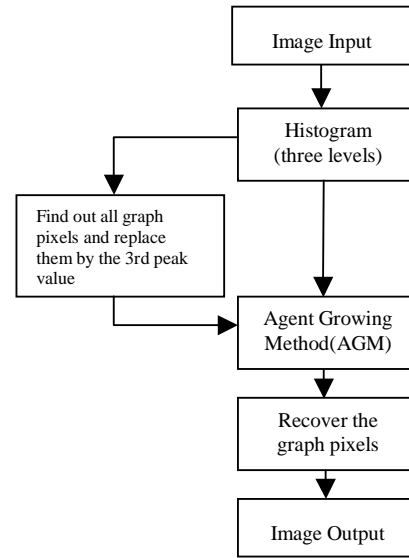 Image Input
Histogram
(three levels)
Find out all graph
pixels and replace
them by the 3rd peak
value
Agent Growing
Method(AGM)
Recover the
graph pixels
Image Output